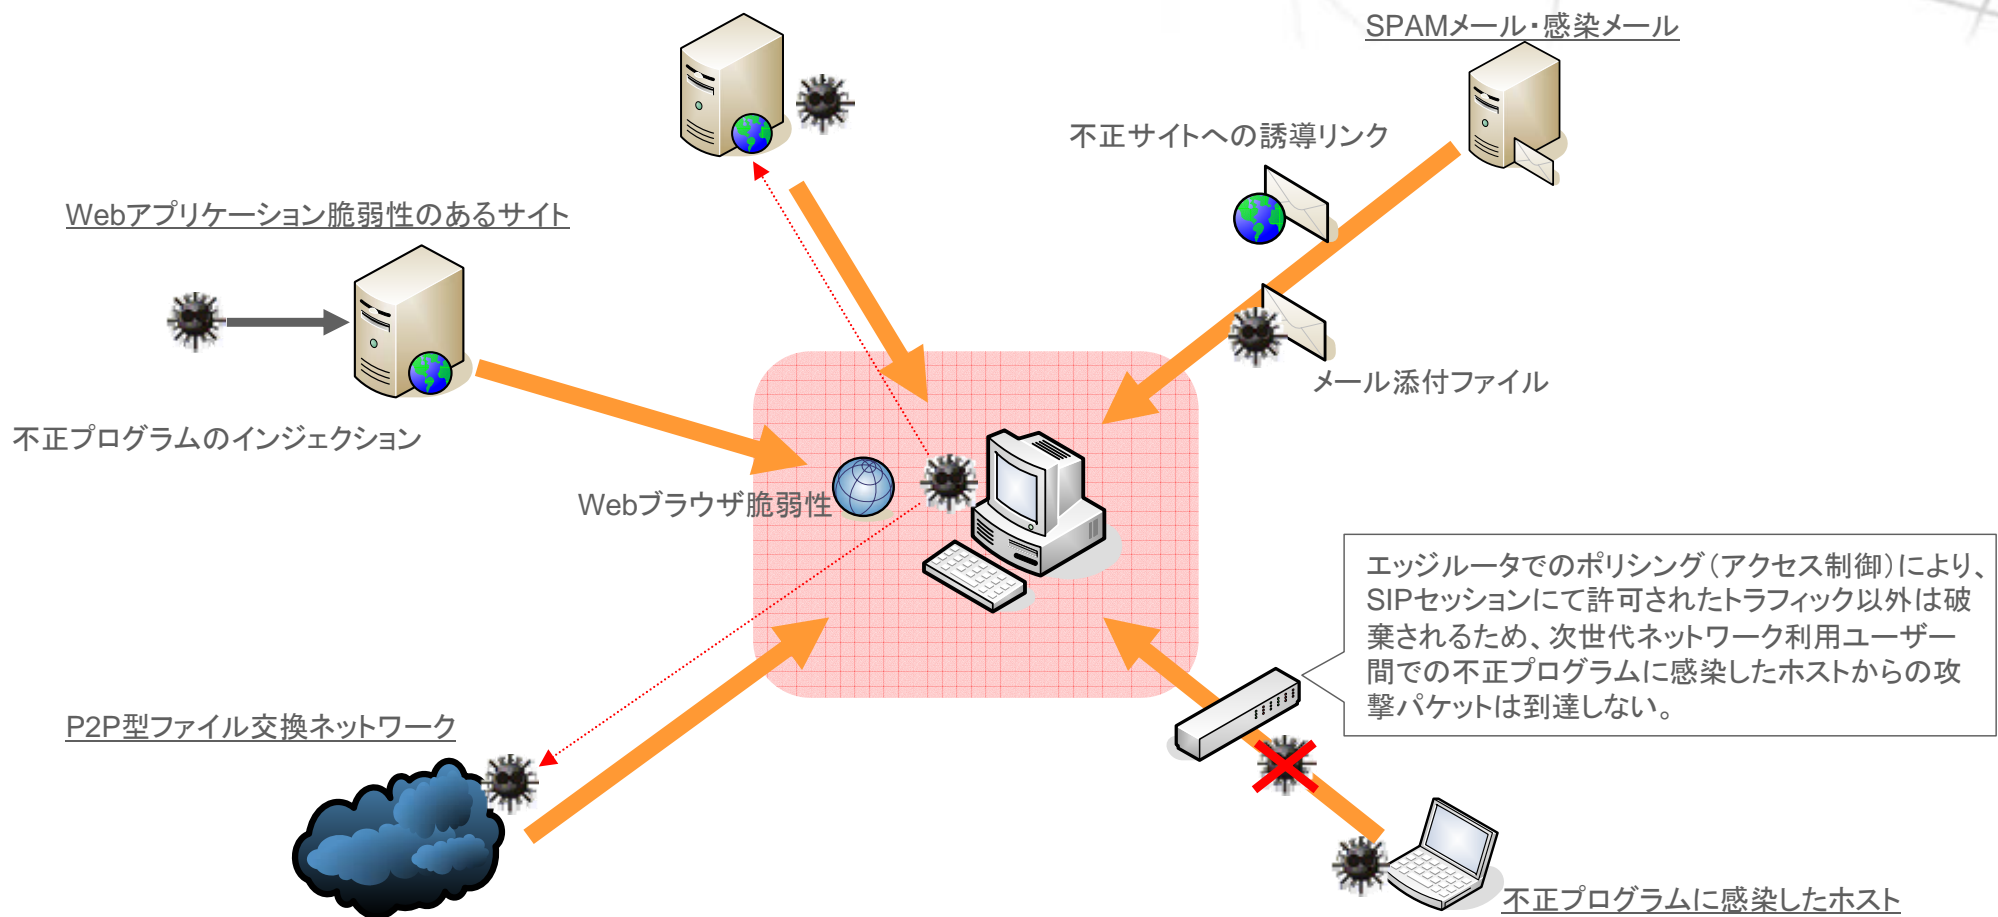 SPAMメール・感染メール
不正サイトへの誘導リンク
Webアプリケーション脆弱性のあるサイト
メール添付ファイル
不正プログラムのインジェクション
Webブラウザ脆弱性
エッジルータでのポリシング（アクセス制御）により、
SIPセッションにて許可されたトラフィック以外は破
棄されるため、次世代ネットワーク利用ユーザー
間での不正プログラムに感染したホストからの攻
撃パケットは到達しない。
P2P型ファイル交換ネットワーク
不正プログラムに感染したホスト